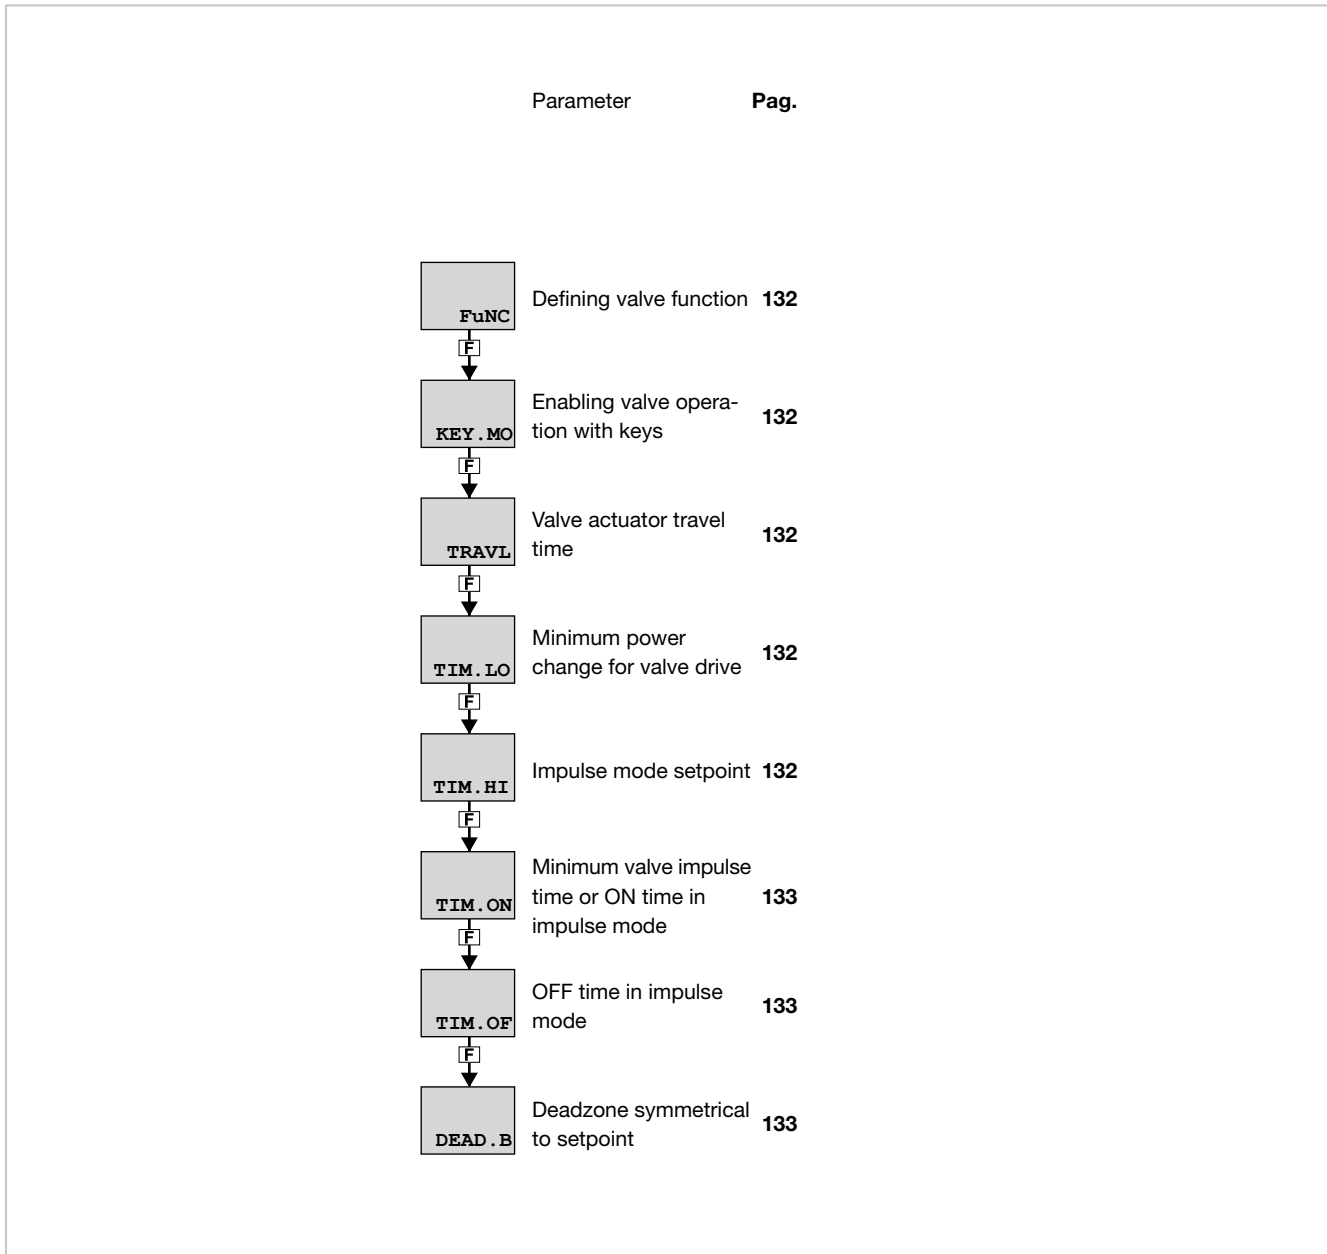 Parameter Pag.
FuNC
Defining valve function 132
F
KEY.MO
Enabling valve opera-
tion with keys
132
F
TRAVL
Valve actuator travel
time
132
F
TIM.LO
Minimum power
change for valve drive
132
F
TIM.HI
Impulse mode setpoint 132
F
TIM.ON
Minimum valve impulse
time or ON time in
impulse mode
133
F
TIM.OF
OFF time in impulse
mode
133
F
DEAD.B
Deadzone symmetrical
to setpoint
133